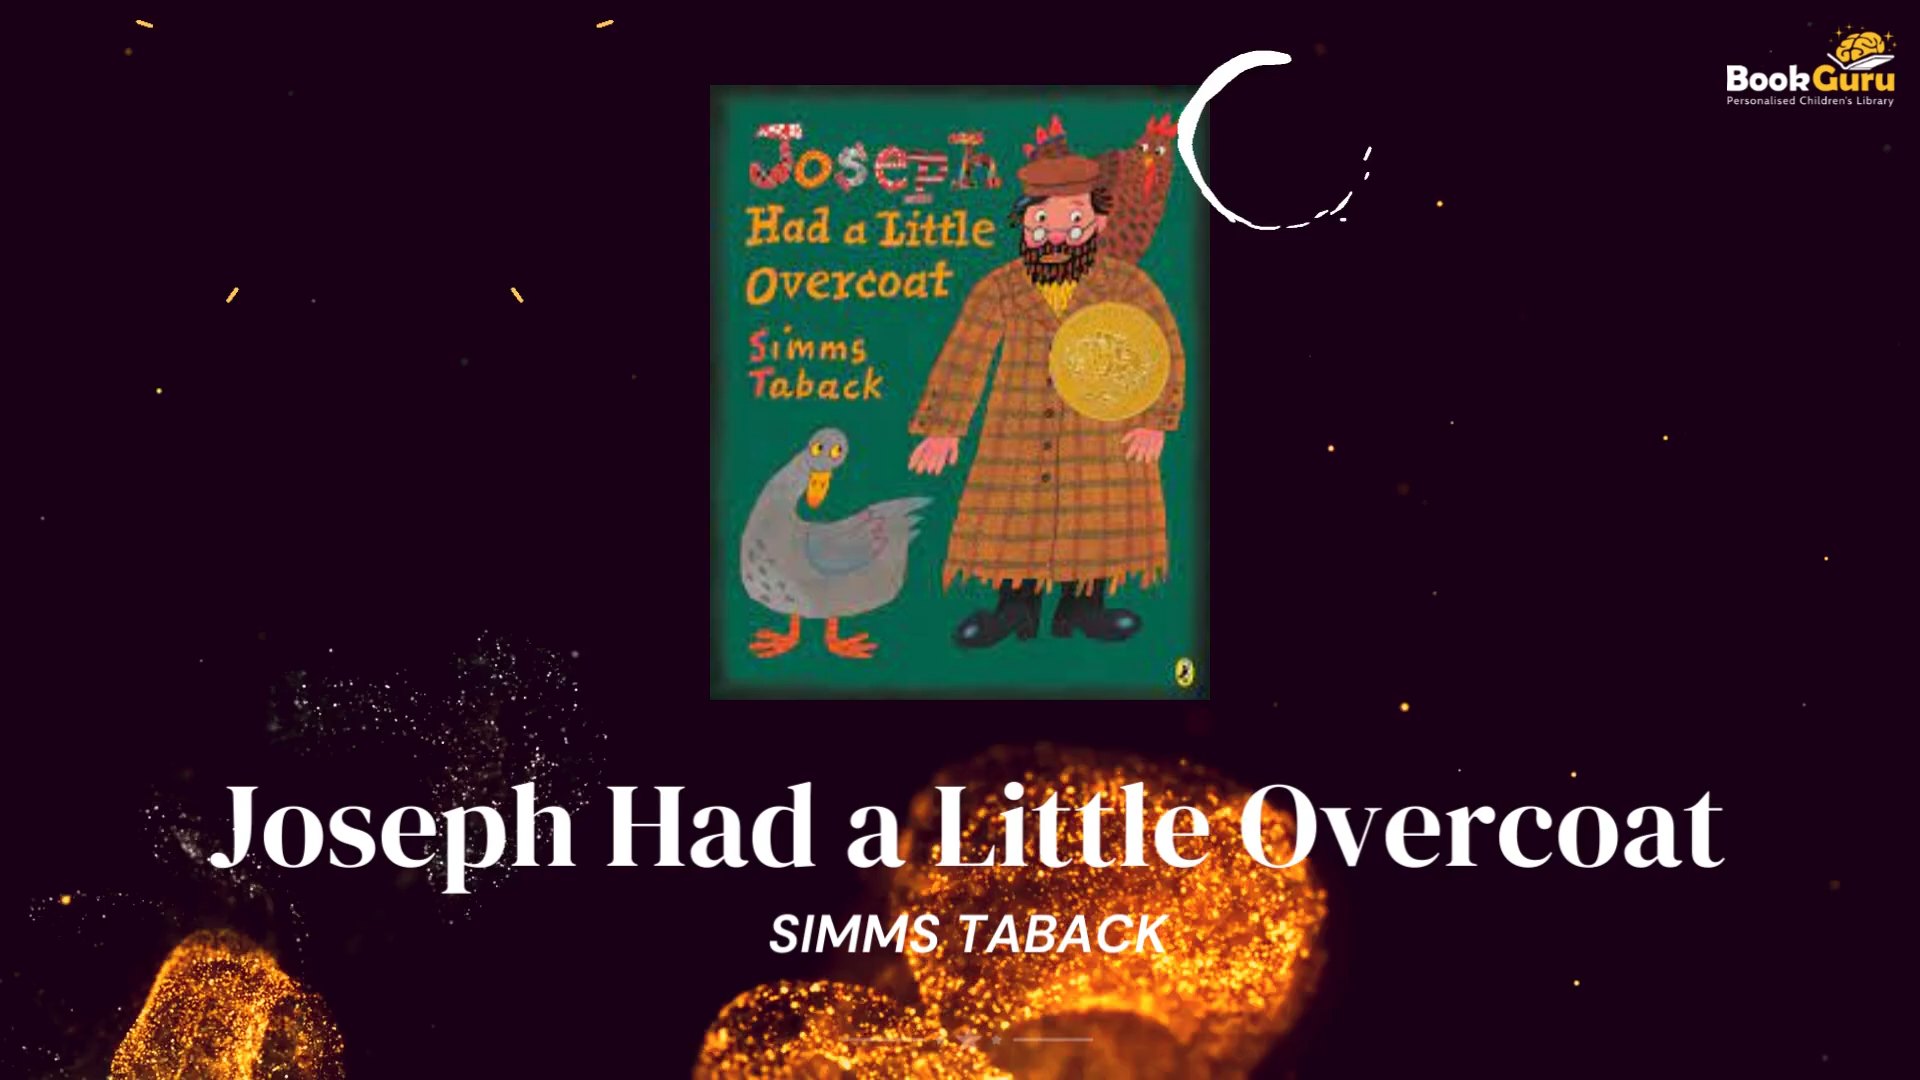 BookGuru
Personalised Children's Library
Joseph
Had a Little
Overcoat
Simms
Taback
Joseph Had a Little Overcoat
SIMMS TABACK